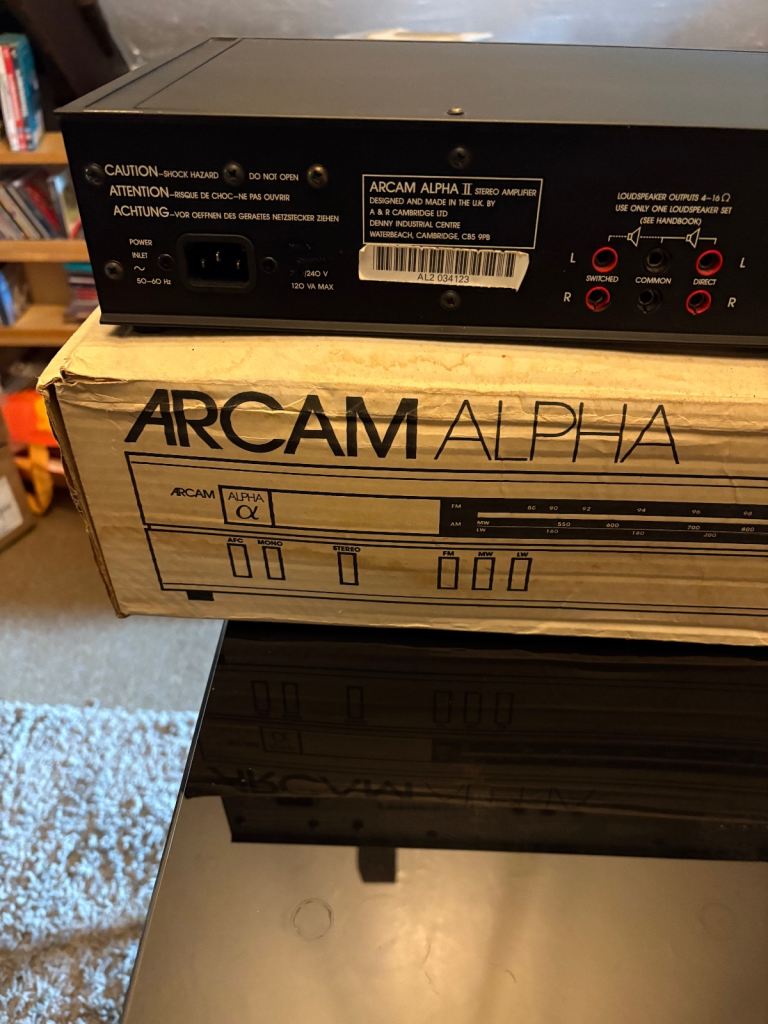 CAUTION–SHOCK HAZARD DO NOT OPEN
ATTENTION–RISQUE DE CHOC–NE PAS OUVRIR
ACHTUNG–VOR OEFFNEN DES GERAETES NETZSTECKER ZIEHEN
POWER
INLET
~
50–60 Hz
/240 V
120 VA MAX
ARCAM ALPHA II STEREO AMPLIFIER
DESIGNED AND MADE IN THE U.K. BY
A & R CAMBRIDGE LTD
DENNY INDUSTRIAL CENTRE
WATERBEACH, CAMBRIDGE, CB5 9PB
AL2 034123
LOUDSPEAKER OUTPUTS 4–16 Ω
USE ONLY ONE LOUDSPEAKER SET
(SEE HANDBOOK)
L L
SWITCHED COMMON DIRECT
R R
ARCAM ALPHA
ARCAM ALPHA
α
FM 90 92 94 96 98
AM MW 550 600 700 800
LW 160 180 200
AFC MONO STEREO FM MW LW